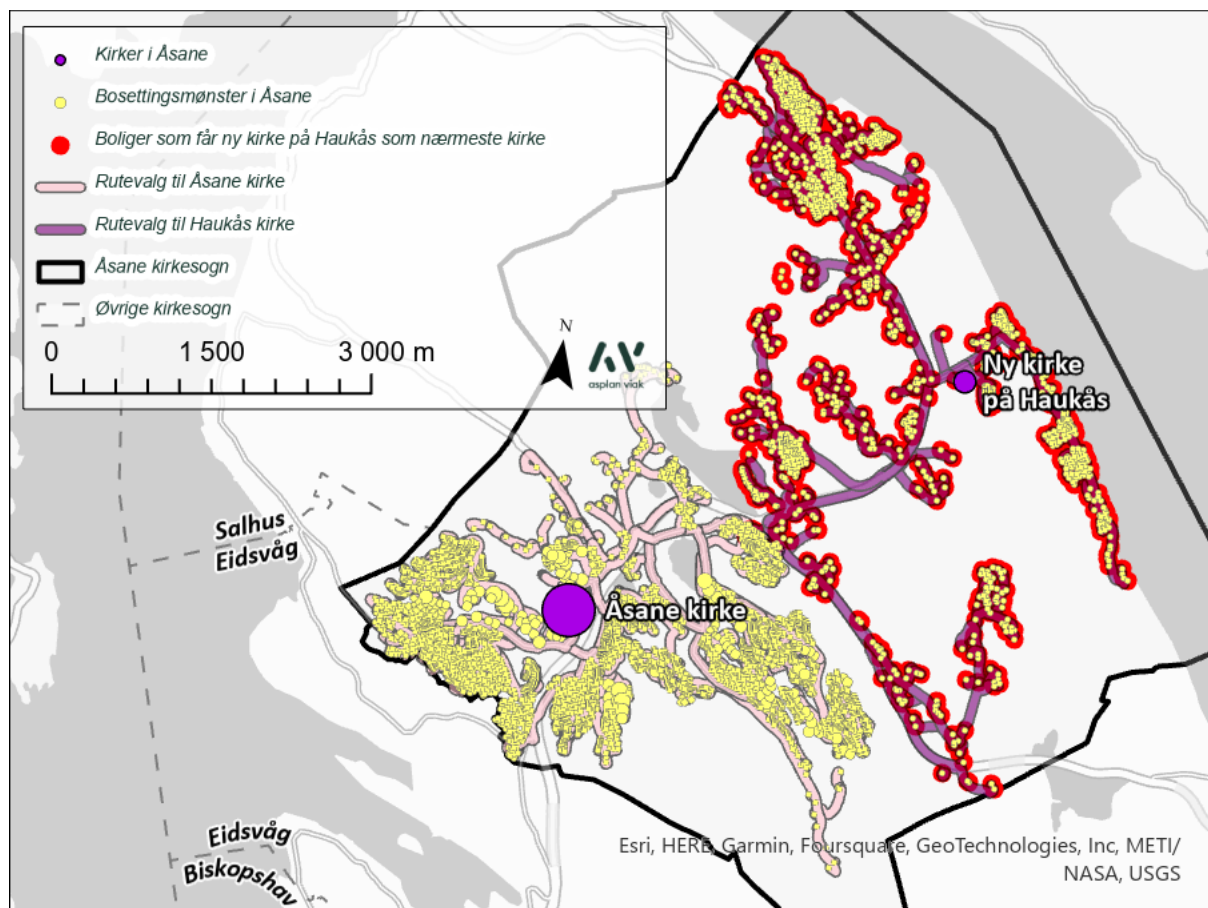 Kirker i Åsane
Bosettingsmønster i Åsane
Boliger som får ny kirke på Haukås som nærmeste kirke
Rutevalg til Åsane kirke
Rutevalg til Haukås kirke
Åsane kirkesogn
Øvrige kirkesogn
0 1 500 3 000 m
N
asplan viak
Ny kirke
på Haukås
Åsane kirke
Salhus
Eidsvåg
Eidsvåg
Biskopshav
Esri, HERE, Garmin, Foursquare, GeoTechnologies, Inc, METI/
NASA, USGS